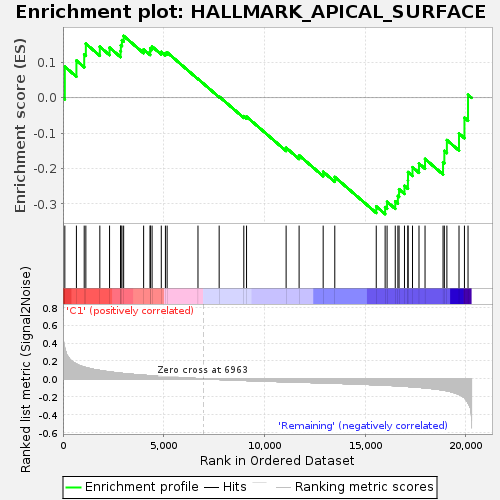 Enrichment plot: HALLMARK_APICAL_SURFACE
Enrichment score (ES)
0.1
0.0
-0.1
-0.2
-0.3
'C1' (positively correlated)
Ranked list metric (Signal2Noise)
0.8
0.6
0.4
0.2
0.0
-0.2
-0.4
-0.6
Zero cross at 6963
'Remaining' (negatively correlated)
0
5,000
10,000
15,000
20,000
Rank in Ordered Dataset
Enrichment profile
Hits
Ranking metric scores